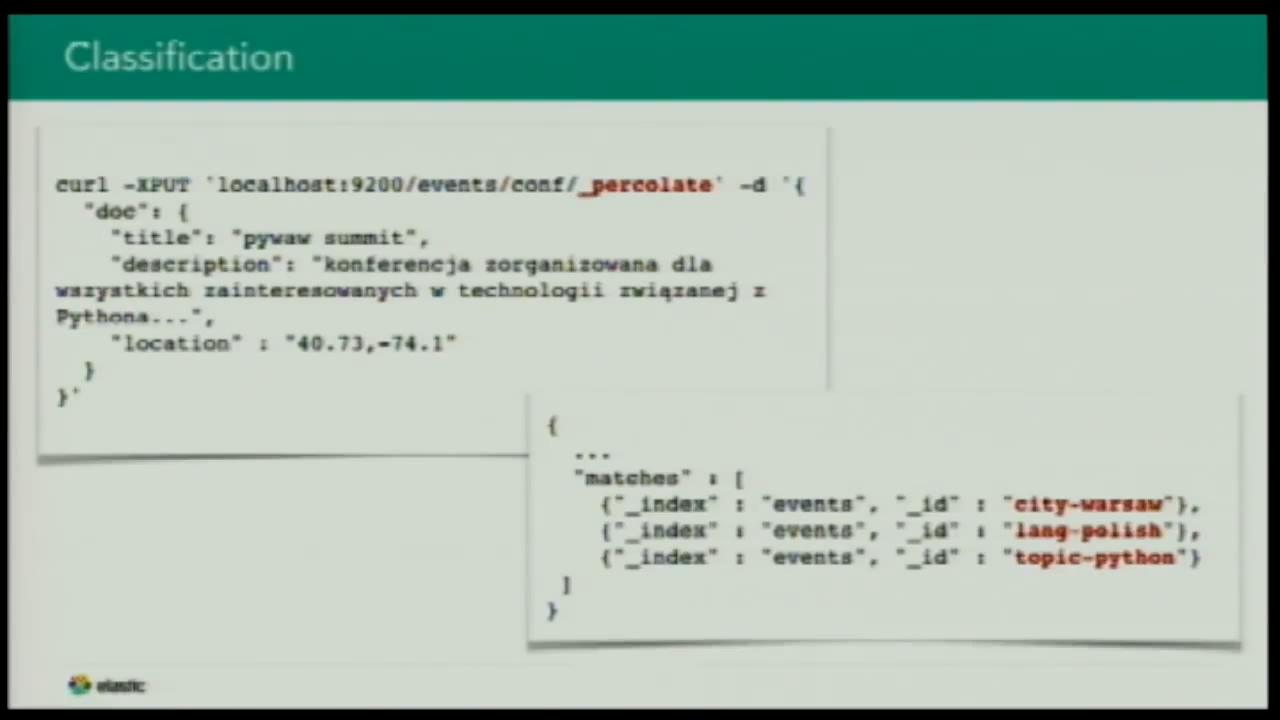 Classification
curl -XPUT 'localhost:9200/events/conf/_percolate' -d '{
"doc": {
"title": "pywaw summit",
"description": "konferencja zorganizowana dla
wszystkich zainteresowanych w technologii związanej z
Pythona...",
"location" : "40.73,-74.1"
}
}'
{
...
"matches" : [
{"_index" : "events", "_id" : "city-warsaw"},
{"_index" : "events", "_id" : "lang-polish"},
{"_index" : "events", "_id" : "topic-python"}
]
}
elastic